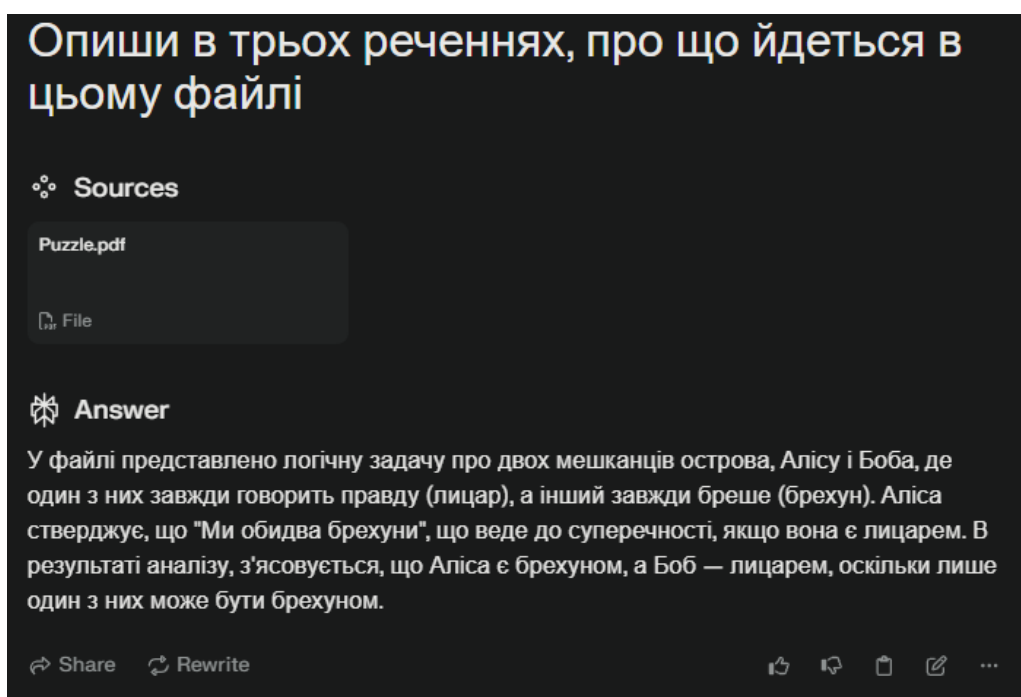 Опиши в трьох реченнях, про що йдеться в
цьому файлі
Sources
Puzzle.pdf
File
Answer
У файлі представлено логічну задачу про двох мешканців острова, Алісу і Боба, де
один з них завжди говорить правду (лицар), а інший завжди бреше (брехун). Аліса
стверджує, що "Ми обидва брехуни", що веде до суперечності, якщо вона є лицарем. В
результаті аналізу, з'ясовується, що Аліса є брехуном, а Боб — лицарем, оскільки лише
один з них може бути брехуном.
Share Rewrite